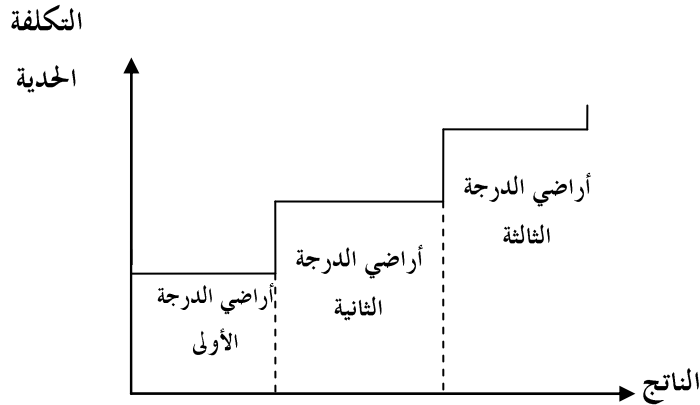 التكلفة
الحدية
أراضي الدرجة
الثالثة
أراضي الدرجة
الثانية
أراضي الدرجة
الأولى
الناتج